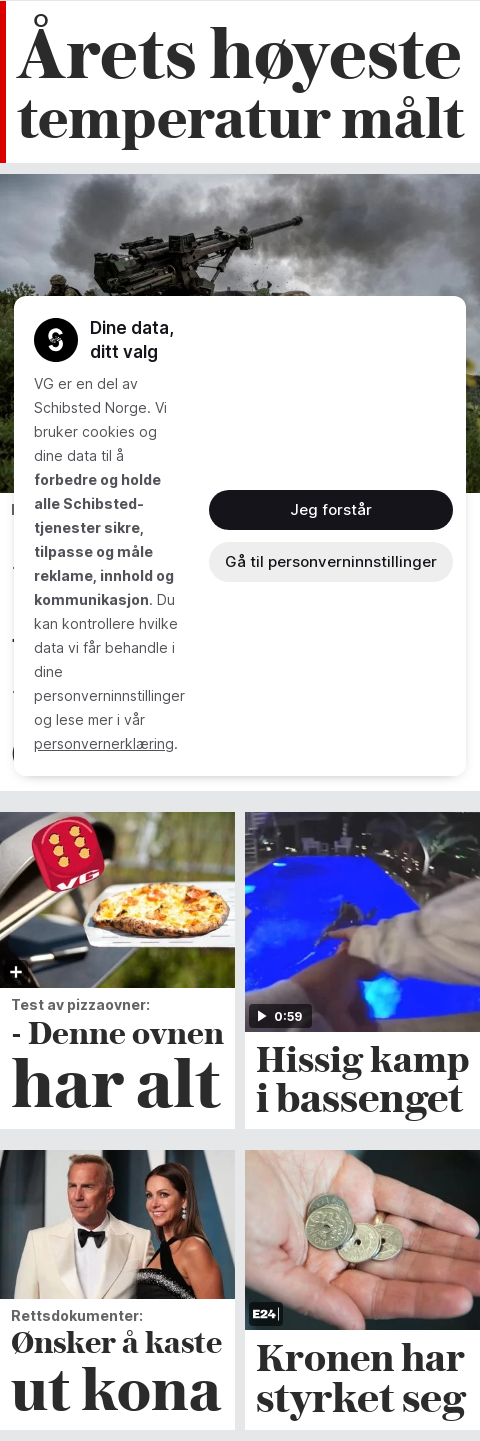 Årets høyeste
temperatur målt
Dine data,
ditt valg
VG er en del av
Schibsted Norge. Vi
bruker cookies og
dine data til å
forbedre og holde
alle Schibsted-
tjenester sikre,
tilpasse og måle
reklame, innhold og
kommunikasjon. Du
kan kontrollere hvilke
data vi får behandle i
dine
personverninnstillinger
og lese mer i vår
personvernerklæring.
Jeg forstår
Gå til personverninnstillinger
VG
+
Test av pizzaovner:
- Denne ovnen
har alt
0:59
Hissig kamp
i bassenget
Rettsdokumenter:
Ønsker å kaste
ut kona
E24
Kronen har
styrket seg